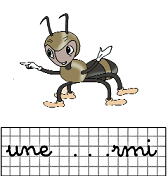 une . . .rmi